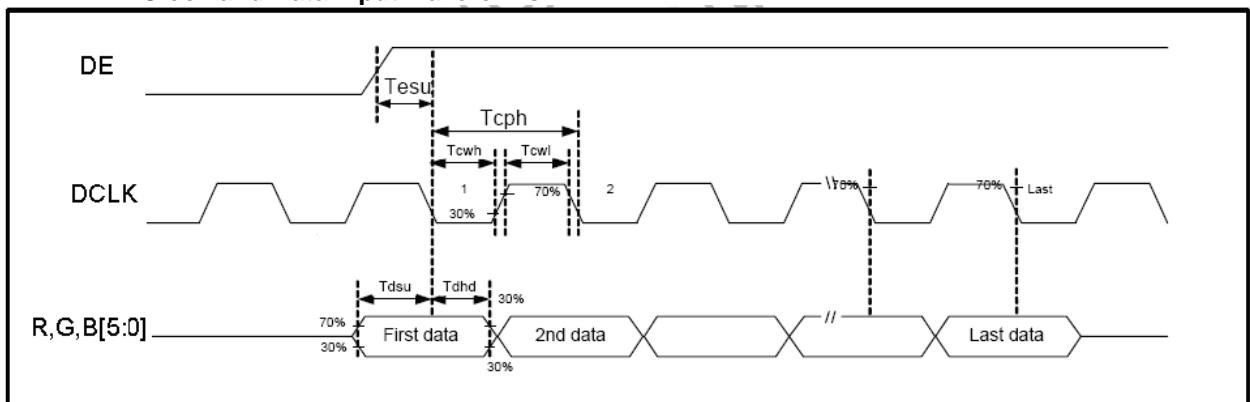 DE
Tesu
Tcph
Tcwh
Tcwl
DCLK
1
70%
2
30%
70%
70%
Last
Tdsu
Tdhd
30%
R,G,B[5:0]
70%
30%
First data
2nd data
//
Last data
30%